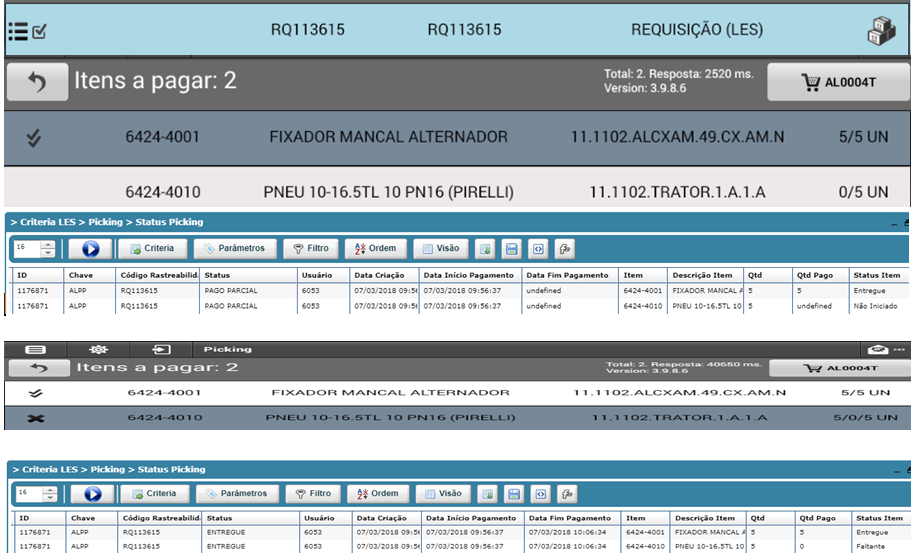 RQ113615 RQ113615 REQUISIÇÃO (LES)
Itens a pagar: 2 Total: 2. Resposta: 2520 ms. Version: 3.9.8.6 AL0004T
6424-4001 FIXADOR MANCAL ALTERNADOR 11.1102.ALCXAM.49.CX.AM.N 5/5 UN
6424-4010 PNEU 10-16.5TL 10 PN16 (PIRELLI) 11.1102.TRATOR.1.A.1.A 0/5 UN
> Criteria LES > Picking > Status Picking
16 Criteria Parâmetros Filtro Ordem Visão
ID Chave Código Rastreabilid. Status Usuário Data Criação Data Início Pagamento Data Fim Pagamento Item Descrição Item Qtd Qtd Pago Status Item
1176871 ALPP RQ113615 PAGO PARCIAL 6053 07/03/2018 09:56 07/03/2018 09:56:37 undefined 6424-4001 FIXADOR MANCAL A 5 5 Entregue
1176871 ALPP RQ113615 PAGO PARCIAL 6053 07/03/2018 09:56 07/03/2018 09:56:37 undefined 6424-4010 PNEU 10-16.5TL 10 5 undefined Não Iniciado
Picking
Itens a pagar: 2 Total: 2. Resposta: 40650 ms. Version: 3.9.8.6 AL0004T
6424-4001 FIXADOR MANCAL ALTERNADOR 11.1102.ALCXAM.49.CX.AM.N 5/5 UN
6424-4010 PNEU 10-16.5TL 10 PN16 (PIRELLI) 11.1102.TRATOR.1.A.1.A 5/0/5 UN
> Criteria LES > Picking > Status Picking
16 Criteria Parâmetros Filtro Ordem Visão
ID Chave Código Rastreabilid. Status Usuário Data Criação Data Início Pagamento Data Fim Pagamento Item Descrição Item Qtd Qtd Pago Status Item
1176871 ALPP RQ113615 ENTREGUE 6053 07/03/2018 09:56 07/03/2018 09:56:37 07/03/2018 10:06:34 6424-4001 FIXADOR MANCAL A 5 5 Entregue
1176871 ALPP RQ113615 ENTREGUE 6053 07/03/2018 09:56 07/03/2018 09:56:37 07/03/2018 10:06:34 6424-4010 PNEU 10-16.5TL 10 5 0 Faltante